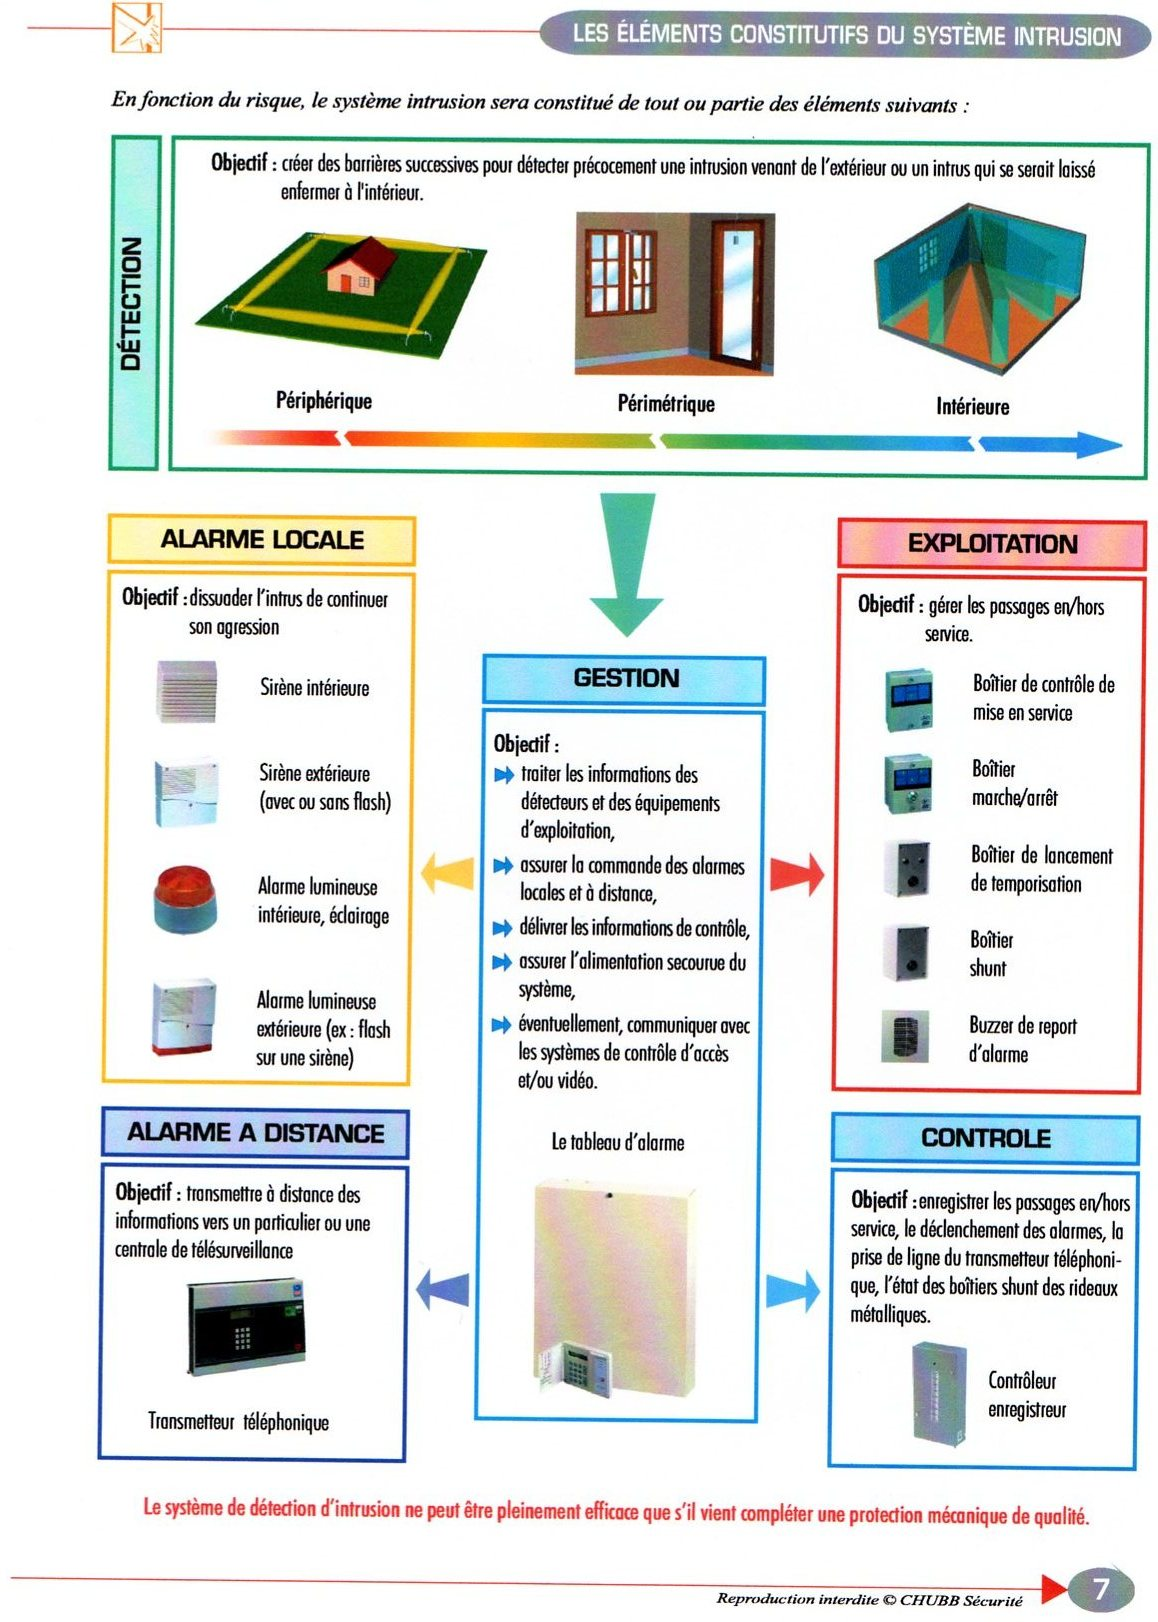 LES ÉLÉMENTS CONSTITUTIFS DU SYSTÈME INTRUSION
En fonction du risque, le système intrusion sera constitué de tout ou partie des éléments suivants :
DÉTECTION
Objectif : créer des barrières successives pour détecter précocement une intrusion venant de l'extérieur ou un intrus qui se serait laissé
enfermer à l'intérieur.
Périphérique
Périmétrique
Intérieure
ALARME LOCALE
Objectif : dissuader l'intrus de continuer
son agression
Sirène intérieure
Sirène extérieure
(avec ou sans flash)
Alarme lumineuse
intérieure, éclairage
Alarme lumineuse
extérieure (ex : flash
sur une sirène)
GESTION
Objectif :
traiter les informations des
détecteurs et des équipements
d'exploitation,
assurer la commande des alarmes
locales et à distance,
délivrer les informations de contrôle,
assurer l'alimentation secourue du
système,
éventuellement, communiquer avec
les systèmes de contrôle d'accès
et/ou vidéo.
Le tableau d'alarme
EXPLOITATION
Objectif : gérer les passages en/hors
service.
Boîtier de contrôle de
mise en service
Boîtier
marche/arrêt
Boîtier de lancement
de temporisation
Boîtier
shunt
Buzzer de report
d'alarme
ALARME A DISTANCE
Objectif : transmettre à distance des
informations vers un particulier ou une
centrale de télésurveillance
Transmetteur téléphonique
CONTROLE
Objectif : enregistrer les passages en/hors
service, le déclenchement des alarmes, la
prise de ligne du transmetteur téléphoni-
que, l'état des boîtiers shunt des rideaux
métalliques.
Contrôleur
enregistreur
Le système de détection d'intrusion ne peut être pleinement efficace que s'il vient compléter une protection mécanique de qualité.
Reproduction interdite © CHUBB Sécurité
7